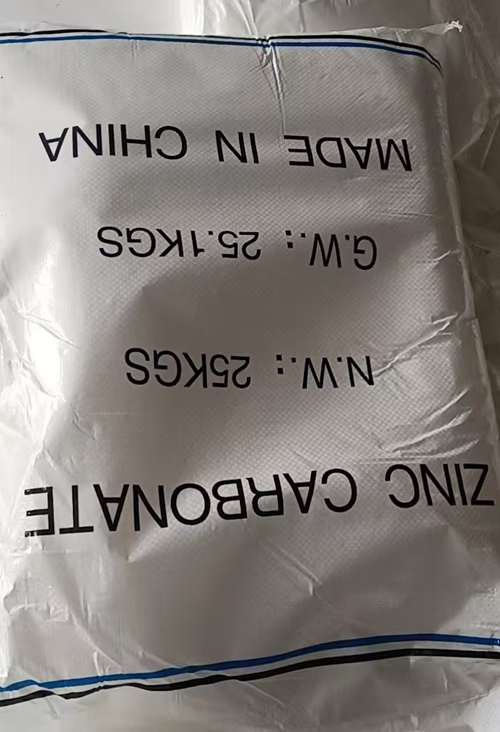 ZINC CARBONATE
N.W.: 25KGS
G.W.: 25.1KGS
MADE IN CHINA